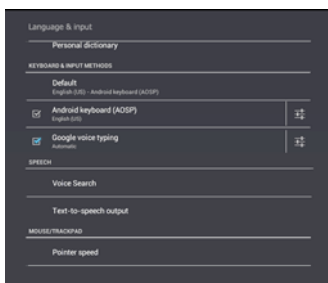 Language & input
Personal dictionary
KEYBOARD & INPUT METHODS
Default
English (US) - Android keyboard (AOSP)
Android keyboard (AOSP)
English (US)
Google voice typing
Automatic
SPEECH
Voice Search
Text-to-speech output
MOUSE/TRACKPAD
Pointer speed